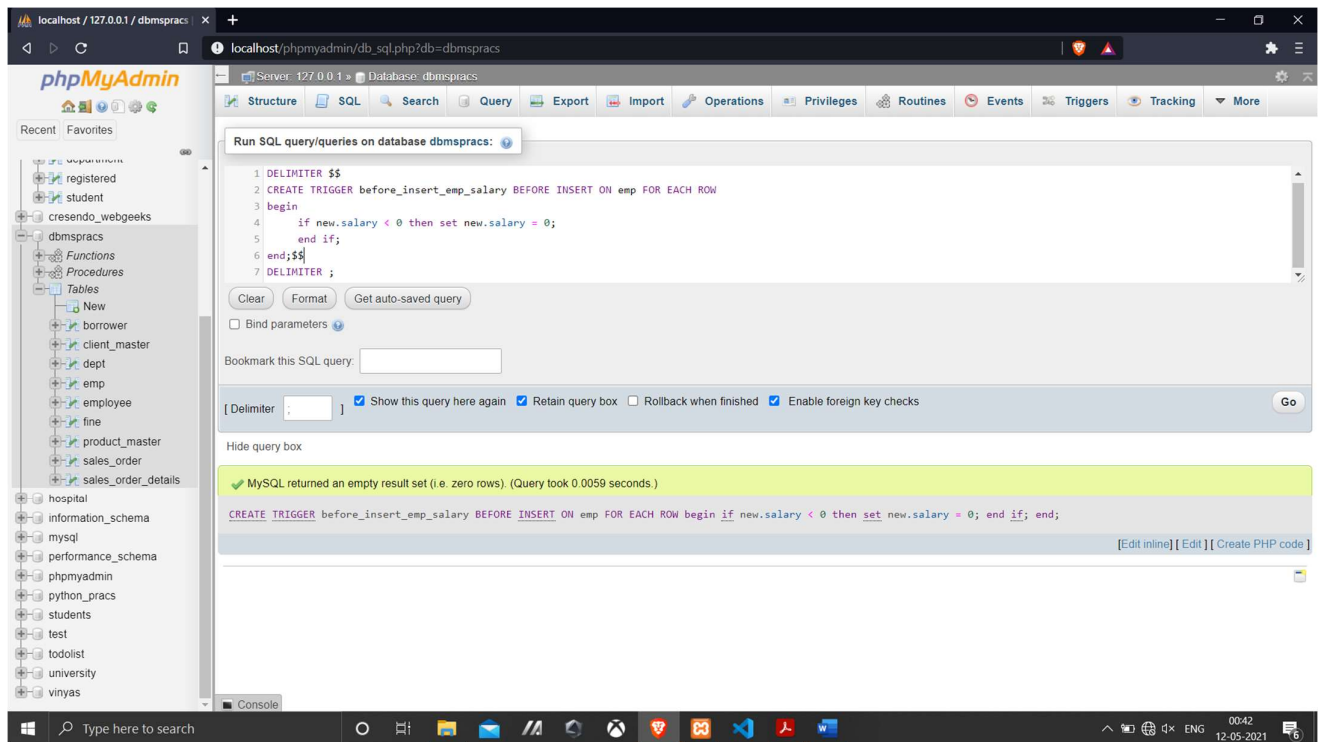 localhost / 127.0.0.1 / dbmspracs
localhost/phpmyadmin/db_sql.php?db=dbmspracs
phpMyAdmin
Recent Favorites
department
registered
student
cresendo_webgeeks
dbmspracs
Functions
Procedures
Tables
New
borrower
client_master
dept
emp
employee
fine
product_master
sales_order
sales_order_details
hospital
information_schema
mysql
performance_schema
phpmyadmin
python_pracs
students
test
todolist
university
vinyas
Server: 127.0.0.1 » Database: dbmspracs
Structure SQL Search Query Export Import Operations Privileges Routines Events Triggers Tracking More
Run SQL query/queries on database dbmspracs:
1 DELIMITER $$
2 CREATE TRIGGER before_insert_emp_salary BEFORE INSERT ON emp FOR EACH ROW
3 begin
4 if new.salary < 0 then set new.salary = 0;
5 end if;
6 end;$$
7 DELIMITER ;
Clear Format Get auto-saved query
Bind parameters
Bookmark this SQL query:
[ Delimiter ; ] Show this query here again Retain query box Rollback when finished Enable foreign key checks Go
Hide query box
MySQL returned an empty result set (i.e. zero rows). (Query took 0.0059 seconds.)
CREATE TRIGGER before_insert_emp_salary BEFORE INSERT ON emp FOR EACH ROW begin if new.salary < 0 then set new.salary = 0; end if; end;
[Edit inline] [ Edit ] [ Create PHP code ]
Console
Type here to search
ENG
00:42
12-05-2021
6